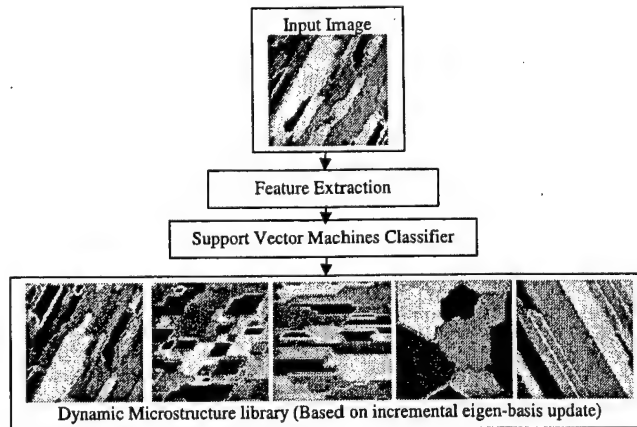 Input Image
Feature Extraction
Support Vector Machines Classifier
Dynamic Microstructure library (Based on incremental eigen-basis update)